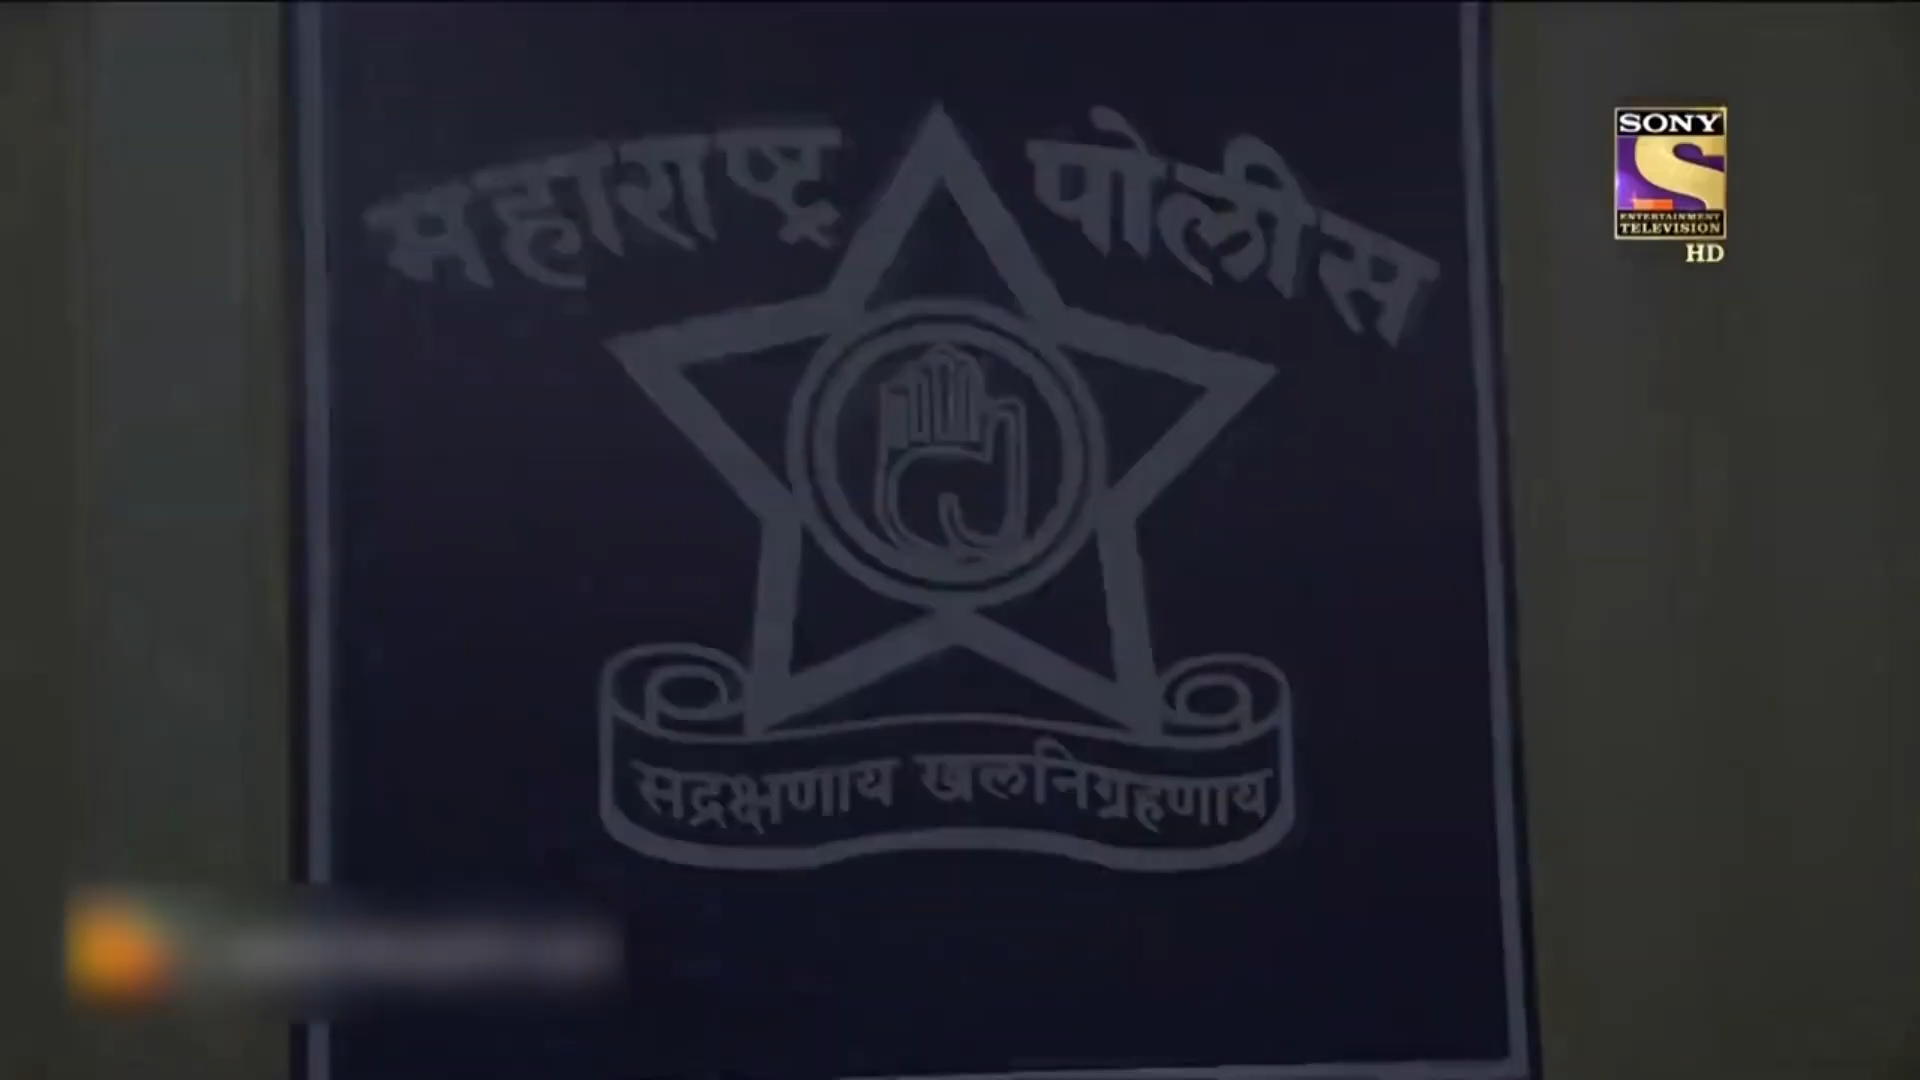 महाराष्ट्र पोलीस
सद्रक्षणाय खलनिग्रहणाय
SONY
ENTERTAINMENT
TELEVISION
HD